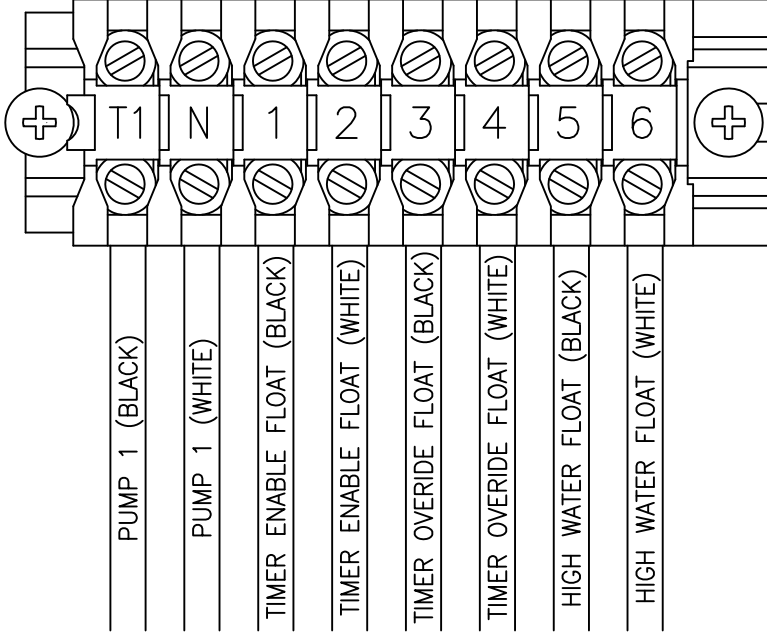 T1 N 1 2 3 4 5 6
PUMP 1 (BLACK)
PUMP 1 (WHITE)
TIMER ENABLE FLOAT (BLACK)
TIMER ENABLE FLOAT (WHITE)
TIMER OVERIDE FLOAT (BLACK)
TIMER OVERIDE FLOAT (WHITE)
HIGH WATER FLOAT (BLACK)
HIGH WATER FLOAT (WHITE)